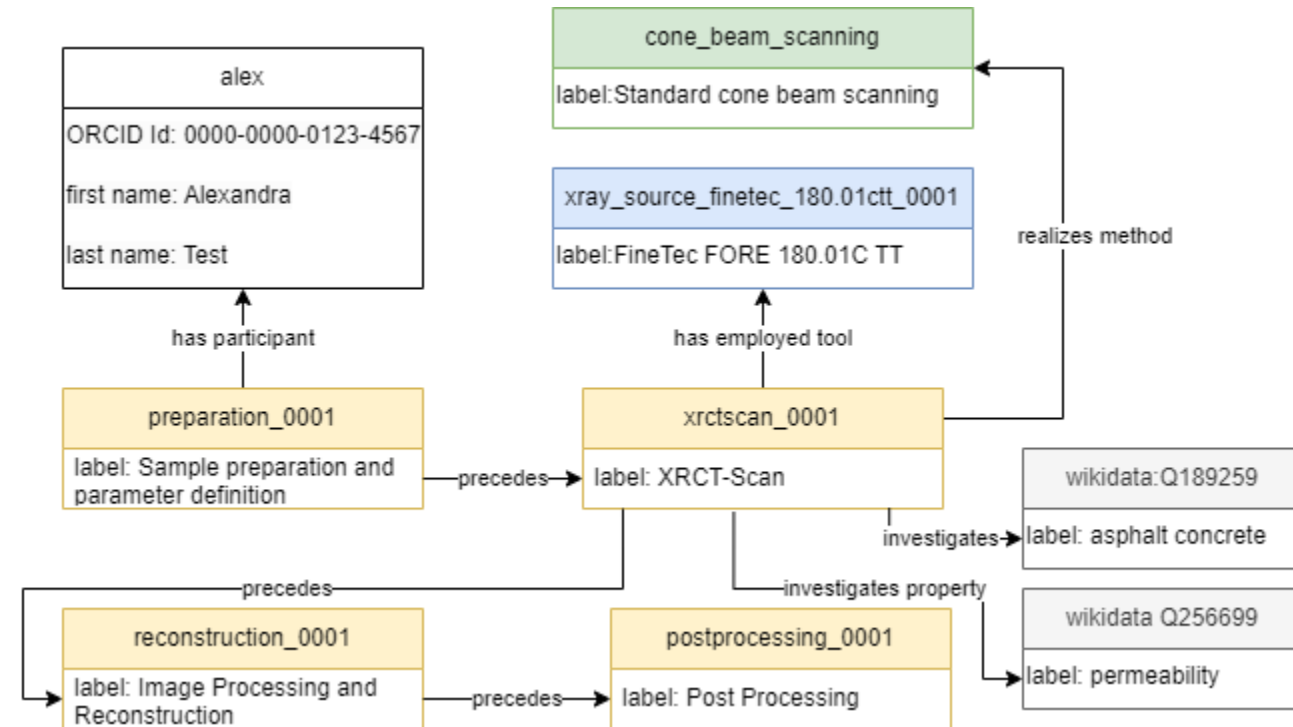 cone_beam_scanning
label:Standard cone beam scanning
alex
ORCID Id: 0000-0000-0123-4567
first name: Alexandra
last name: Test
xray_source_finetec_180.01ctt_0001
label:FineTec FORE 180.01C TT
realizes method
has participant
has employed tool
preparation_0001
label: Sample preparation and
parameter definition
precedes
xrctscan_0001
label: XRCT-Scan
wikidata:Q189259
label: asphalt concrete
investigates
precedes
investigates property
wikidata Q256699
label: permeability
reconstruction_0001
label: Image Processing and
Reconstruction
precedes
postprocessing_0001
label: Post Processing